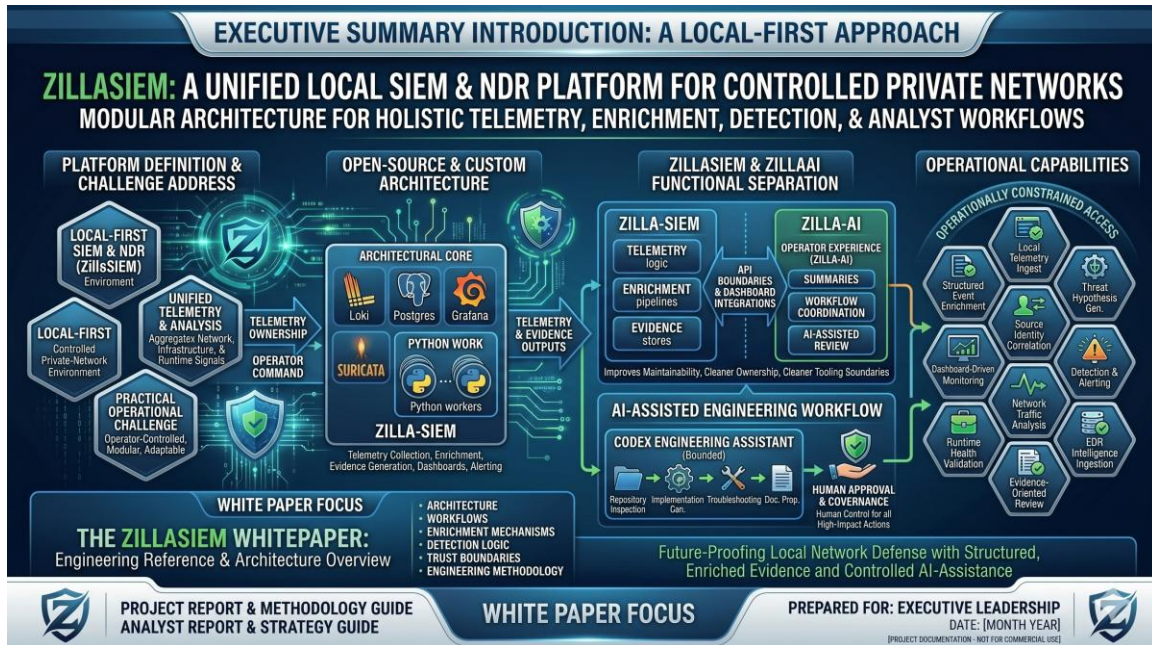 EXECUTIVE SUMMARY INTRODUCTION: A LOCAL-FIRST APPROACH
ZILLASIEM: A UNIFIED LOCAL SIEM & NDR PLATFORM FOR CONTROLLED PRIVATE NETWORKS
MODULAR ARCHITECTURE FOR HOLISTIC TELEMETRY, ENRICHMENT, DETECTION, & ANALYST WORKFLOWS
PLATFORM DEFINITION &
CHALLENGE ADDRESS
LOCAL-FIRST
SIEM & NDR
(ZillsSIEM)
Enviroment
UNIFIED
TELEMETRY
& ANALYSIS
Aggregatex Network,
Infrastructure, &
Runtime Signals
LOCAL-FIRST
Controlled
Private-Network
Environment
PRACTICAL
OPERATIONAL
CHALLENGE
Operator-Controlled,
Modular, Adaptable
TELEMETRY
OWNERSHIP
OPERATOR
COMMAND
OPEN-SOURCE & CUSTOM
ARCHITECTURE
ARCHITECTURAL CORE
Loki
Postgres
Grafana
SURICATA
PYTHON WORK
...
Python workers
ZILLA-SIEM
Telemetry Collection, Enrichment,
Evidence Generation, Dashboards, Alerting
TELEMETRY
& EVIDENCE
OUTPUTS
ZILLASIEM & ZILLAAI
FUNCTIONAL SEPARATION
ZILLA-SIEM
TELEMETRY
logic
ENRICHMENT
pipelines
EVIDENCE
stores
API
BOUNDARIES
& DASHBOARD
INTEGRATIONS
ZILLA-AI
OPERATOR EXPERIENCE
(ZILLA-AI)
SUMMARIES
WORKFLOW
COORDINATION
AI-ASSISTED
REVIEW
Improves Maintainability, Cleaner Ownership, Cleaner Tooling Boundaries
AI-ASSISTED ENGINEERING WORKFLOW
CODEX ENGINEERING ASSISTANT
(Bounded)
Repository
Inspection
Implementation
Gan.
Troubleshooting
Doc. Prop.
HUMAN APPROVAL
& GOVERNANCE
Human Control for all
High-Impact Actions
OPERATIONAL CAPABILITIES
OPERATIONALLY CONSTRAINED ACCESS
Local
Telemetry
Ingest
Structured
Event
Enrichment
Threat
Hypothesis
Gen.
Source
Identity
Correlation
Dashboard-Driven
Monitoring
Detection
& Alerting
Network
Traffic
Analysis
Runtime
Health
Validation
EDR
Intelligence
Ingestion
Evidence-
Oriented
Review
WHITE PAPER FOCUS
THE ZILLASIEM WHITEPAPER:
Engineering Reference & Architecture Overview
• ARCHITECTURE
• WORKFLOWS
• ENRICHMENT MECHANISMS
• DETECTION LOGIC
• TRUST BOUNDARIES
• ENGINEERING METHODOLOGY
Future-Proofing Local Network Defense with Structured,
Enriched Evidence and Controlled AI-Assistance
Z
PROJECT REPORT & METHODOLOGY GUIDE
ANALYST REPORT & STRATEGY GUIDE
WHITE PAPER FOCUS
PREPARED FOR: EXECUTIVE LEADERSHIP
DATE: [MONTH YEAR]
[PROJECT DOCUMENTATION - NOT FOR COMMERCIAL USE]
Z